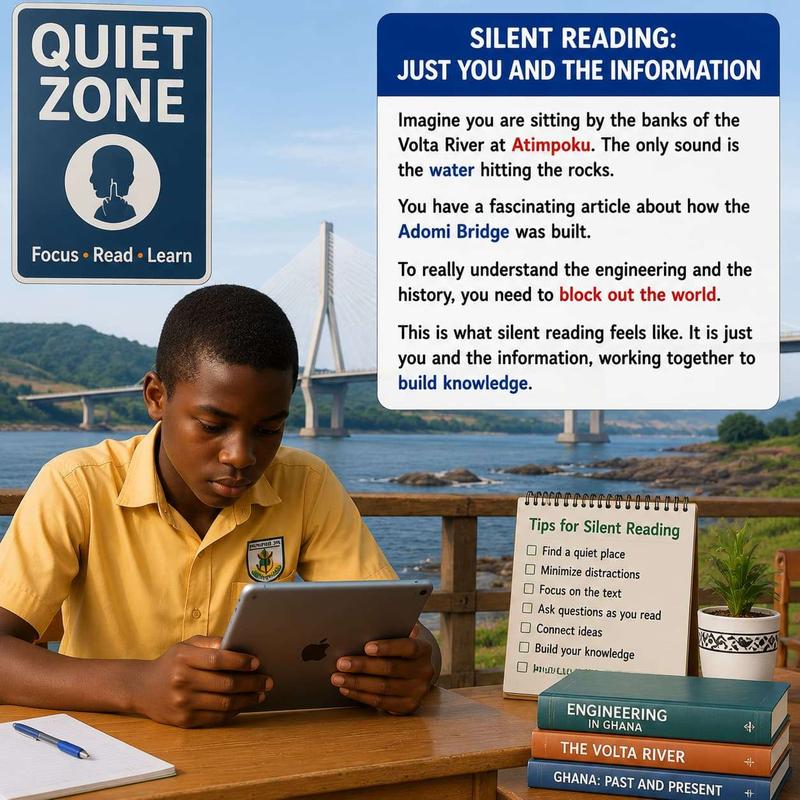 QUIET
ZONE
Focus • Read • Learn
SILENT READING:
JUST YOU AND THE INFORMATION
Imagine you are sitting by the banks of the
Volta River at Atimpoku. The only sound is
the water hitting the rocks.
You have a fascinating article about how the
Adomi Bridge was built.
To really understand the engineering and the
history, you need to block out the world.
This is what silent reading feels like. It is just
you and the information, working together to
build knowledge.
Tips for Silent Reading
Find a quiet place
Minimize distractions
Focus on the text
Ask questions as you read
Connect ideas
Build your knowledge
ENGINEERING
IN GHANA
THE VOLTA RIVER
GHANA: PAST AND PRESENT